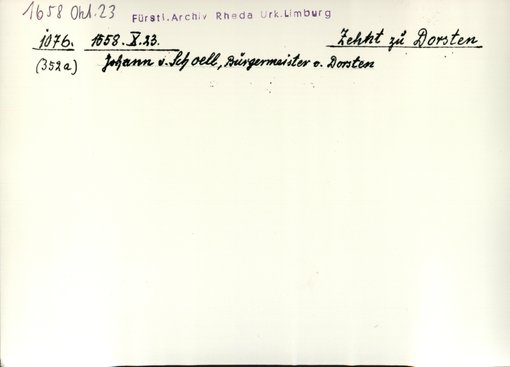 1658 Okt. 23 Fürstl. Archiv Rheda Urk. Limburg
1076. 1658. X. 23. Zehnt zu Dorsten
(352a) Johann v. Schoell, Bürgermeister v. Dorsten